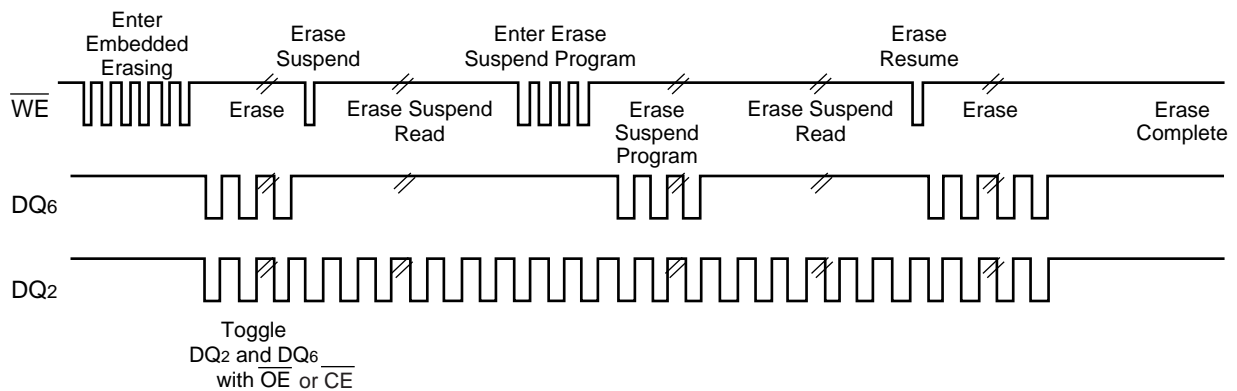 Enter
Embedded
Erasing
Erase
Suspend
Enter Erase
Suspend Program
Erase
Resume
WE
Erase
Erase Suspend
Read
Erase
Suspend
Program
Erase Suspend
Read
Erase
Erase
Complete
DQ6
DQ2
Toggle
DQ2 and DQ6
with OE or CE